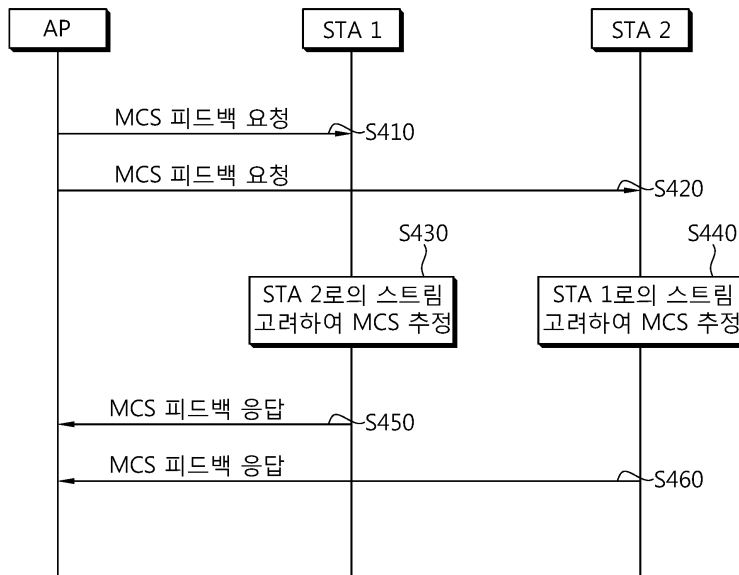 AP
STA 1
STA 2
MCS 피드백 요청
S410
MCS 피드백 요청
S420
S430
S440
STA 2로의 스트림
고려하여 MCS 추정
STA 1로의 스트림
고려하여 MCS 추정
MCS 피드백 응답
S450
MCS 피드백 응답
S460